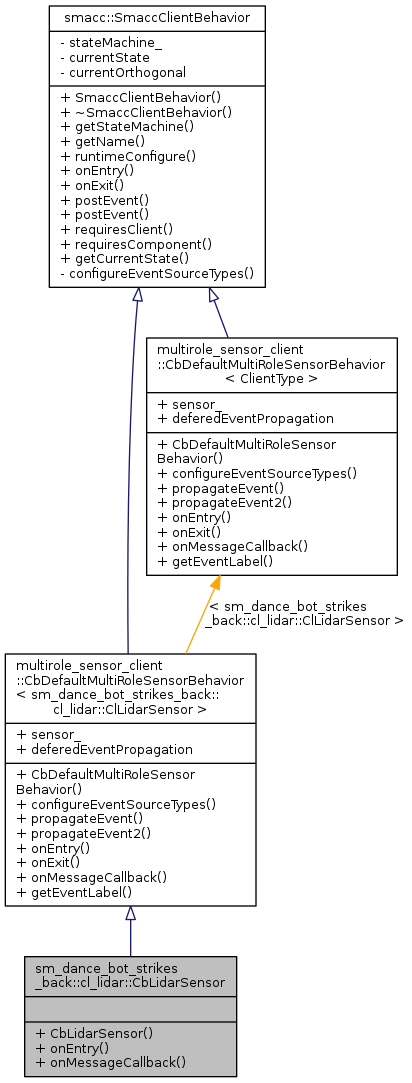 smacc::SmaccClientBehavior
- stateMachine_
- currentState
- currentOrthogonal
+ SmaccClientBehavior()
+ ~SmaccClientBehavior()
+ getStateMachine()
+ getName()
+ runtimeConfigure()
+ onEntry()
+ onExit()
+ postEvent()
+ postEvent()
+ requiresClient()
+ requiresComponent()
+ getCurrentState()
- configureEventSourceTypes()
multirole_sensor_client
::CbDefaultMultiRoleSensorBehavior
< ClientType >
+ sensor_
+ deferedEventPropagation
+ CbDefaultMultiRoleSensor
Behavior()
+ configureEventSourceTypes()
+ propagateEvent()
+ propagateEvent2()
+ onEntry()
+ onExit()
+ onMessageCallback()
+ getEventLabel()
< sm_dance_bot_strikes
_back::cl_lidar::ClLidarSensor >
multirole_sensor_client
::CbDefaultMultiRoleSensorBehavior
< sm_dance_bot_strikes_back::
cl_lidar::ClLidarSensor >
+ sensor_
+ deferedEventPropagation
+ CbDefaultMultiRoleSensor
Behavior()
+ configureEventSourceTypes()
+ propagateEvent()
+ propagateEvent2()
+ onEntry()
+ onExit()
+ onMessageCallback()
+ getEventLabel()
sm_dance_bot_strikes
_back::cl_lidar::CbLidarSensor
+ CbLidarSensor()
+ onEntry()
+ onMessageCallback()